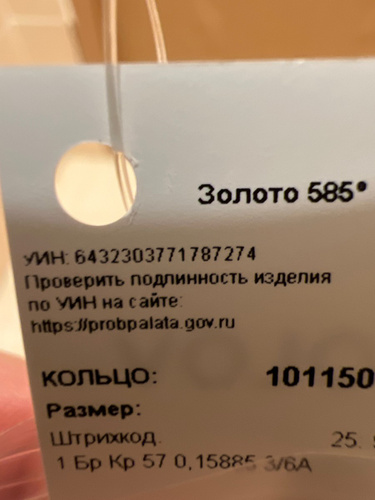 Золото 585*
УИН: 6432303771787274
Проверить подлинность изделия
по УИН на сайте:
https://probpalata.gov.ru
КОЛЬЦО: 101150
Размер:
Штрихкод. 25.
1 Бр Кр 57 0,15885 3/6А